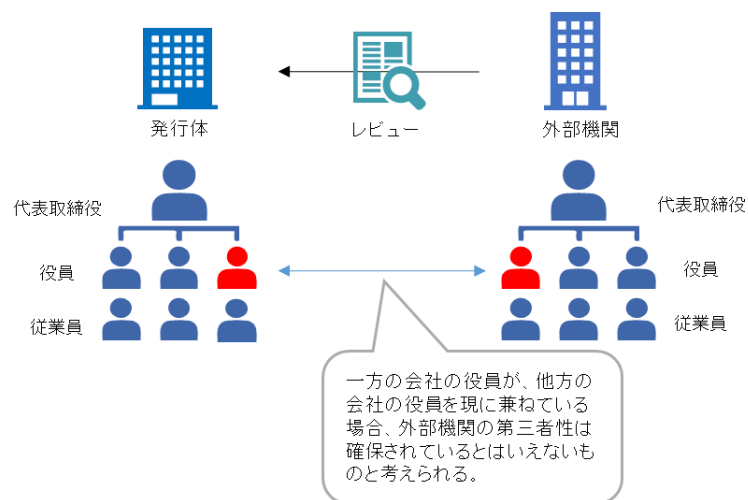 発行体
レビュー
外部機関
代表取締役
代表取締役
役員
役員
従業員
従業員
一方の会社の役員が、他方の
会社の役員を現に兼ねている
場合、外部機関の第三者性は
確保されているとはいえないも
のと考えられる。